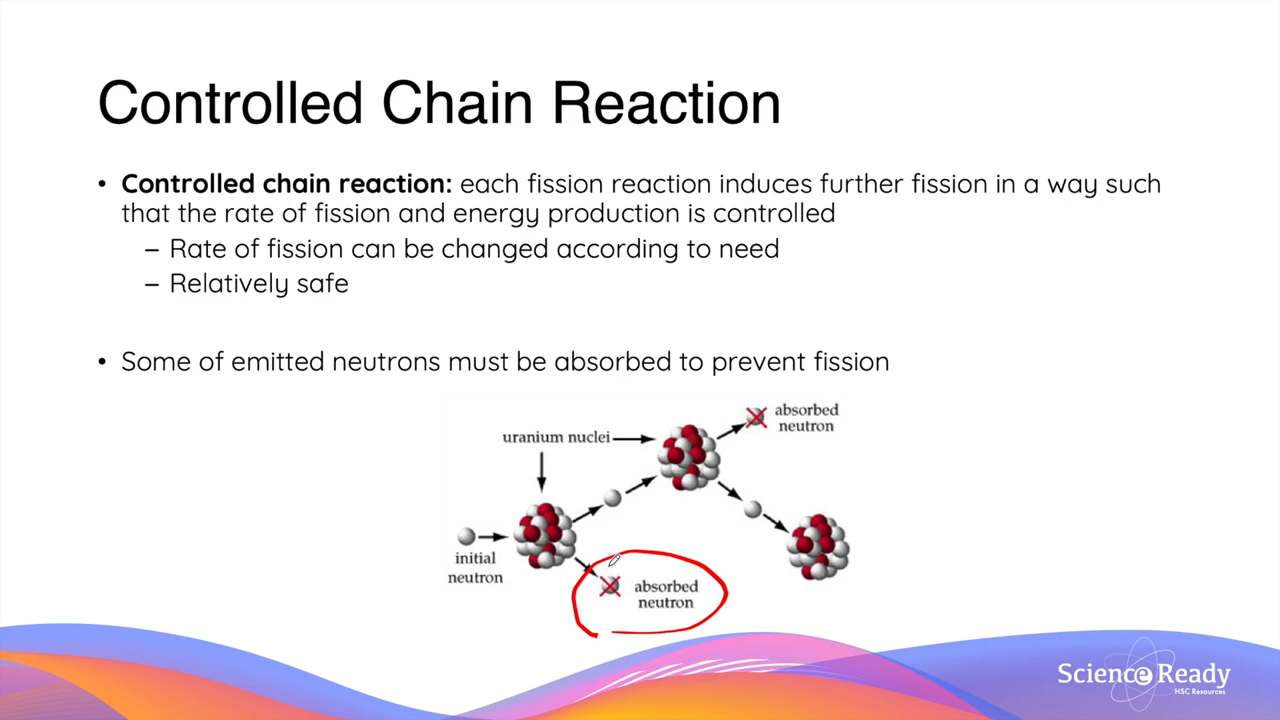 Controlled Chain Reaction
• Controlled chain reaction: each fission reaction induces further fission in a way such
that the rate of fission and energy production is controlled
– Rate of fission can be changed according to need
– Relatively safe
• Some of emitted neutrons must be absorbed to prevent fission
absorbed
neutron
uranium nuclei
initial
neutron
absorbed
neutron
Science Ready
HSC Resources